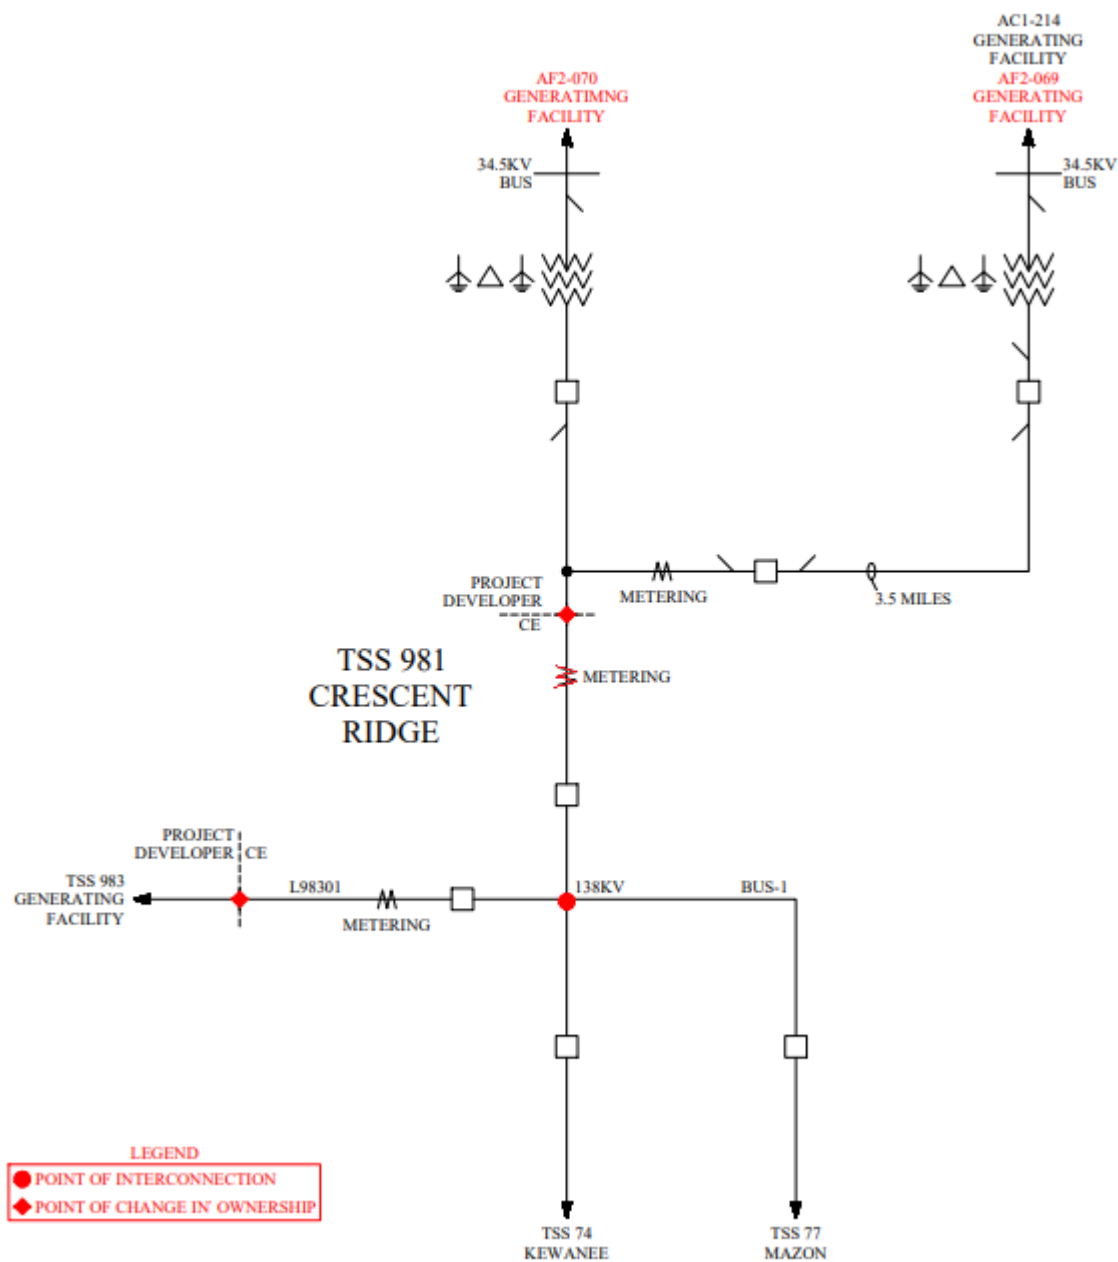 AC1-214
GENERATING
FACILITY
AF2-069
GENERATING
FACILITY
AF2-070
GENERATIMNG
FACILITY
34.5KV
BUS
34.5KV
BUS
PROJECT
DEVELOPER
CE
METERING
3.5 MILES
METERING
TSS 981
CRESCENT
RIDGE
PROJECT
DEVELOPER
CE
TSS 983
GENERATING
FACILITY
L98301
METERING
138KV
BUS-1
LEGEND
POINT OF INTERCONNECTION
POINT OF CHANGE IN' OWNERSHIP
TSS 74
KEWANEE
TSS 77
MAZON